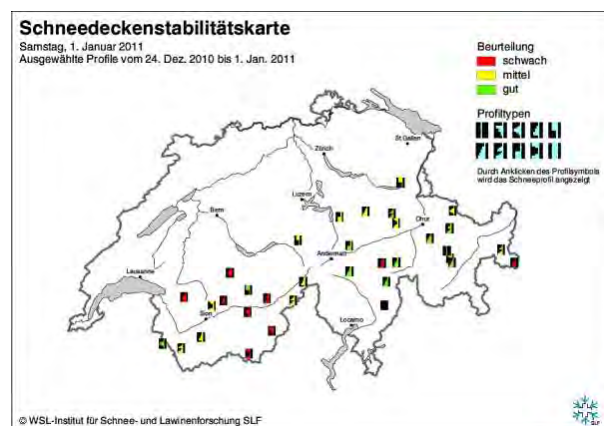 Schneedeckenstabilitätskarte
Samstag, 1. Januar 2011
Ausgewählte Profile vom 24. Dez. 2010 bis 1. Jan. 2011
Beurteilung
schwach
mittel
gut
Profiltypen
Durch Anklicken des Profilsymbols
wird das Schneeprofil angezeigt
St.Gallen
Zürich
Luzern
Bern
Chur
Andermatt
Lausanne
Sion
Locarno
© WSL-Institut für Schnee- und Lawinenforschung SLF
SLF